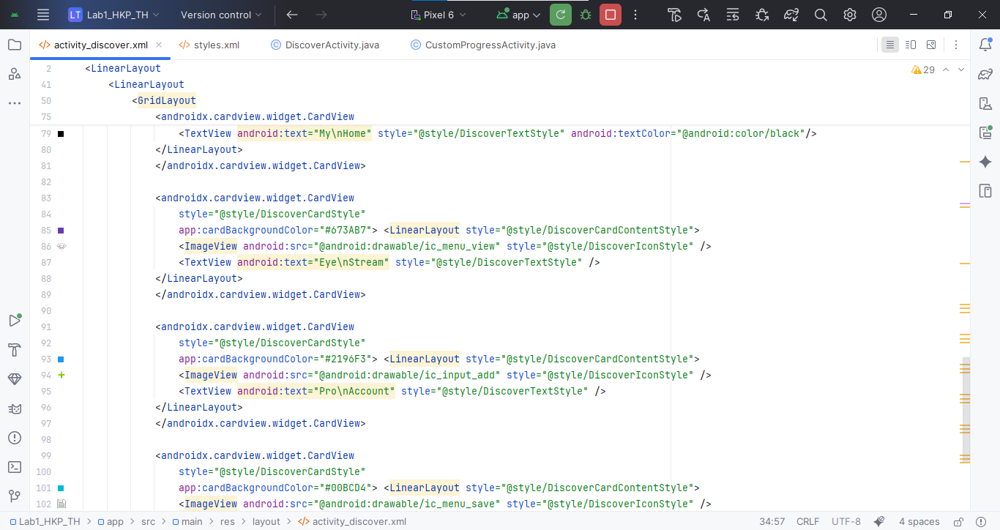 LT Lab1_HKP_TH Version control Pixel 6 app
activity_discover.xml styles.xml DiscoverActivity.java CustomProgressActivity.java
2 <LinearLayout 29
41 <LinearLayout
50 <GridLayout
75 <androidx.cardview.widget.CardView
79 <TextView android:text="My\nHome" style="@style/DiscoverTextStyle" android:textColor="@android:color/black"/>
80 </LinearLayout>
81 </androidx.cardview.widget.CardView>
82
83 <androidx.cardview.widget.CardView
84 style="@style/DiscoverCardStyle"
85 app:cardBackgroundColor="#673AB7"> <LinearLayout style="@style/DiscoverCardContentStyle">
86 <ImageView android:src="@android:drawable/ic_menu_view" style="@style/DiscoverIconStyle" />
87 <TextView android:text="Eye\nStream" style="@style/DiscoverTextStyle" />
88 </LinearLayout>
89 </androidx.cardview.widget.CardView>
90
91 <androidx.cardview.widget.CardView
92 style="@style/DiscoverCardStyle"
93 app:cardBackgroundColor="#2196F3"> <LinearLayout style="@style/DiscoverCardContentStyle">
94 <ImageView android:src="@android:drawable/ic_input_add" style="@style/DiscoverIconStyle" />
95 <TextView android:text="Pro\nAccount" style="@style/DiscoverTextStyle" />
96 </LinearLayout>
97 </androidx.cardview.widget.CardView>
98
99 <androidx.cardview.widget.CardView
100 style="@style/DiscoverCardStyle"
101 app:cardBackgroundColor="#00BCD4"> <LinearLayout style="@style/DiscoverCardContentStyle">
102 <ImageView android:src="@android:drawable/ic_menu_save" style="@style/DiscoverIconStyle" />
Lab1_HKP_TH > app > src > main > res > layout > activity_discover.xml 34:57 CRLF UTF-8 4 spaces